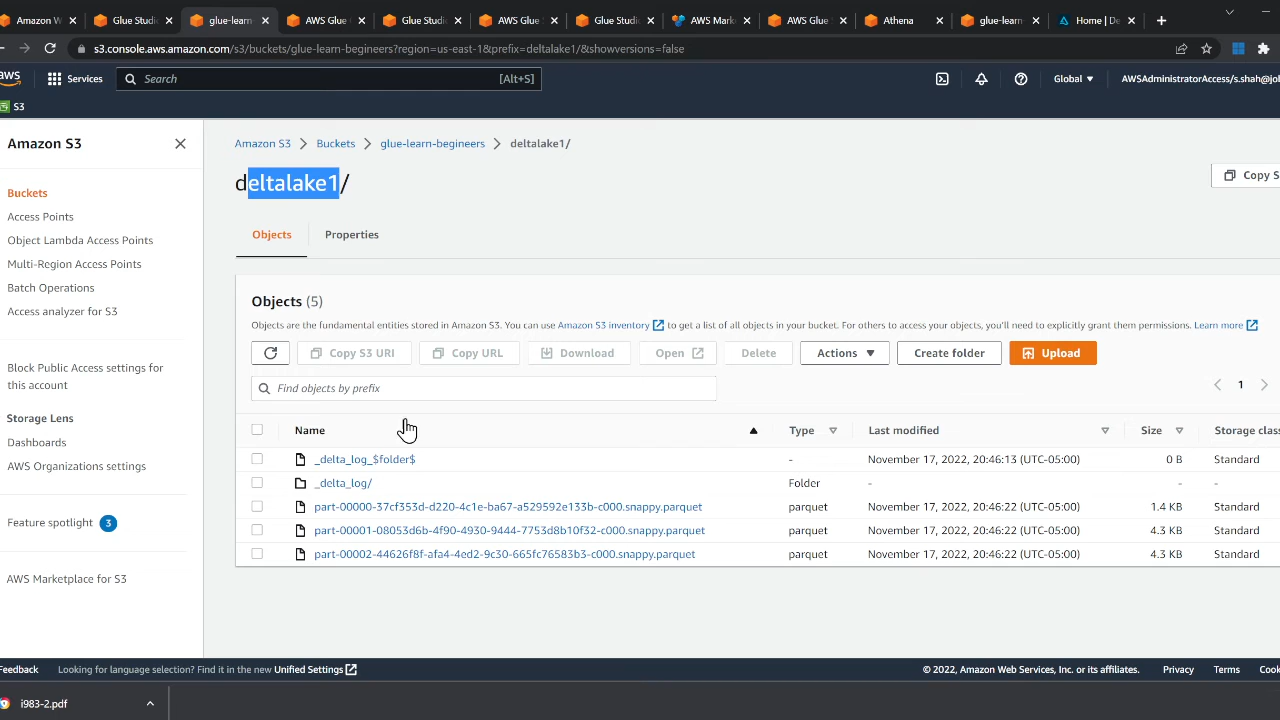 Amazon W
Glue Studi
glue-learn
AWS Glue
Glue Studi
AWS Glue
Glue Studi
AWS Mark
AWS Glue
Athena
glue-learn
Home | De
s3.console.aws.amazon.com/s3/buckets/glue-learn-begineers?region=us-east-1&prefix=deltalake1/&showversions=false
aws
Services
Search
[Alt+S]
Global
AWSAdministratorAccess/s.shah@jo
S3
Amazon S3
Buckets
Access Points
Object Lambda Access Points
Multi-Region Access Points
Batch Operations
Access analyzer for S3
Block Public Access settings for
this account
Storage Lens
Dashboards
AWS Organizations settings
Feature spotlight 3
AWS Marketplace for S3
Amazon S3 > Buckets > glue-learn-begineers > deltalake1/
deltalake1/
Copy S
Objects
Properties
Objects (5)
Objects are the fundamental entities stored in Amazon S3. You can use Amazon S3 inventory to get a list of all objects in your bucket. For others to access your objects, you'll need to explicitly grant them permissions. Learn more
Copy S3 URI
Copy URL
Download
Open
Delete
Actions
Create folder
Upload
Find objects by prefix
1
Name Type Last modified Size Storage clas
_delta_log_$folder$ - November 17, 2022, 20:46:13 (UTC-05:00) 0 B Standard
_delta_log/ Folder - - -
part-00000-37cf353d-d220-4c1e-ba67-a529592e133b-c000.snappy.parquet parquet November 17, 2022, 20:46:22 (UTC-05:00) 1.4 KB Standard
part-00001-08053d6b-4f90-4930-9444-7753d8b10f32-c000.snappy.parquet parquet November 17, 2022, 20:46:22 (UTC-05:00) 4.3 KB Standard
part-00002-44626f8f-afa4-4ed2-9c30-665fc76583b3-c000.snappy.parquet parquet November 17, 2022, 20:46:22 (UTC-05:00) 4.3 KB Standard
Feedback
Looking for language selection? Find it in the new Unified Settings
© 2022, Amazon Web Services, Inc. or its affiliates.
Privacy
Terms
Cook
i983-2.pdf